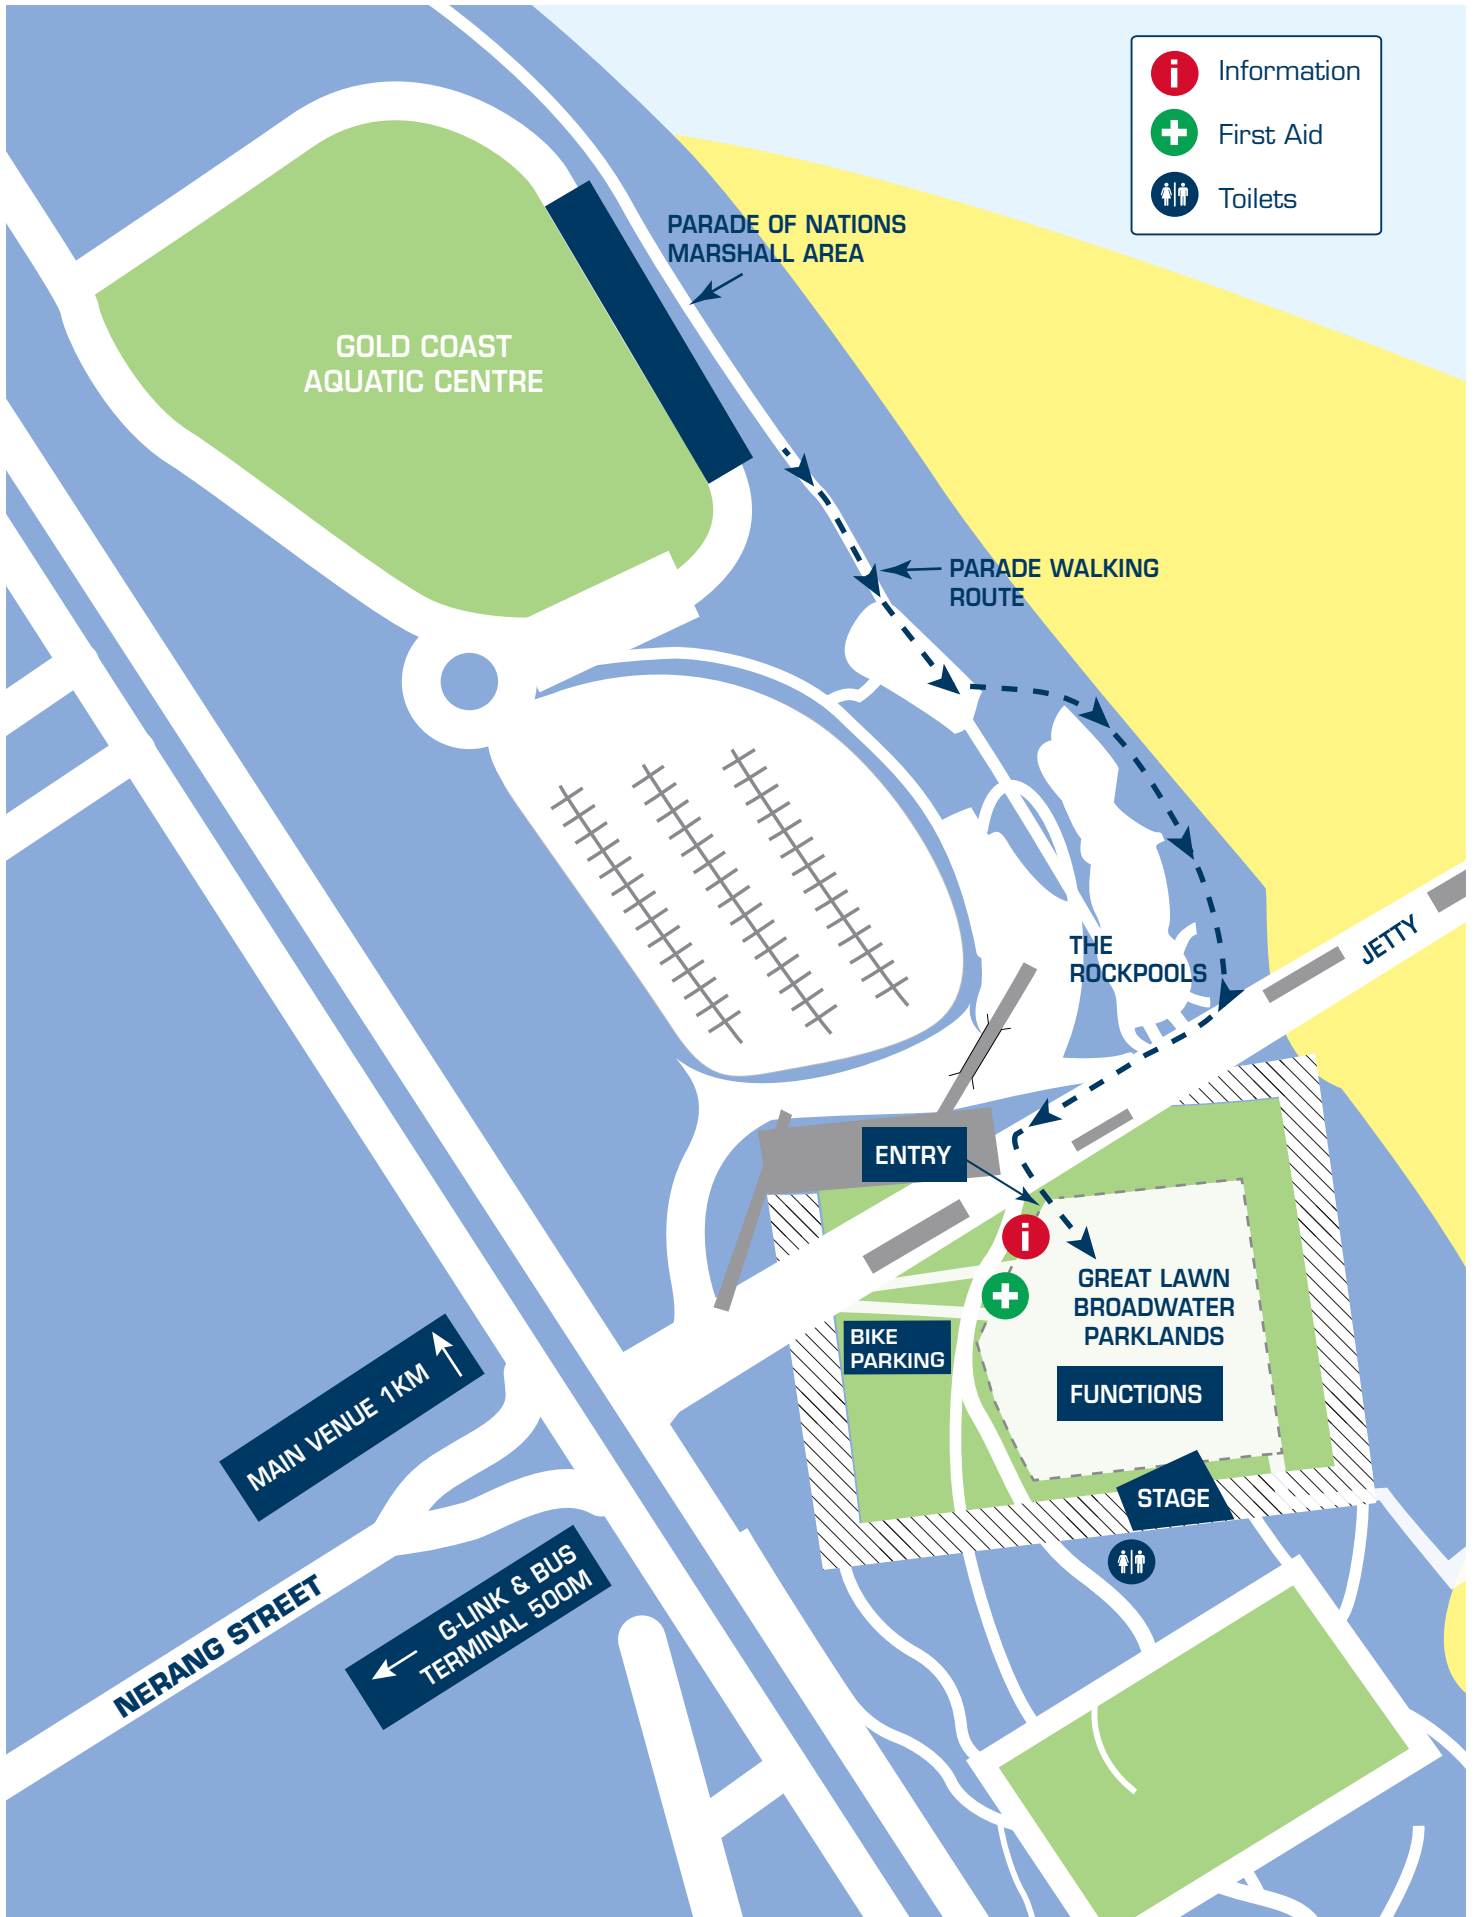 Information
First Aid
Toilets
PARADE OF NATIONS
MARSHALL AREA
GOLD COAST
AQUATIC CENTRE
PARADE WALKING
ROUTE
JETTY
THE
ROCKPOOLS
ENTRY
GREAT LAWN
BROADWATER
PARKLANDS
BIKE
PARKING
FUNCTIONS
MAIN VENUE 1KM
STAGE
G-LINK & BUS
TERMINAL 500M
NERANG STREET